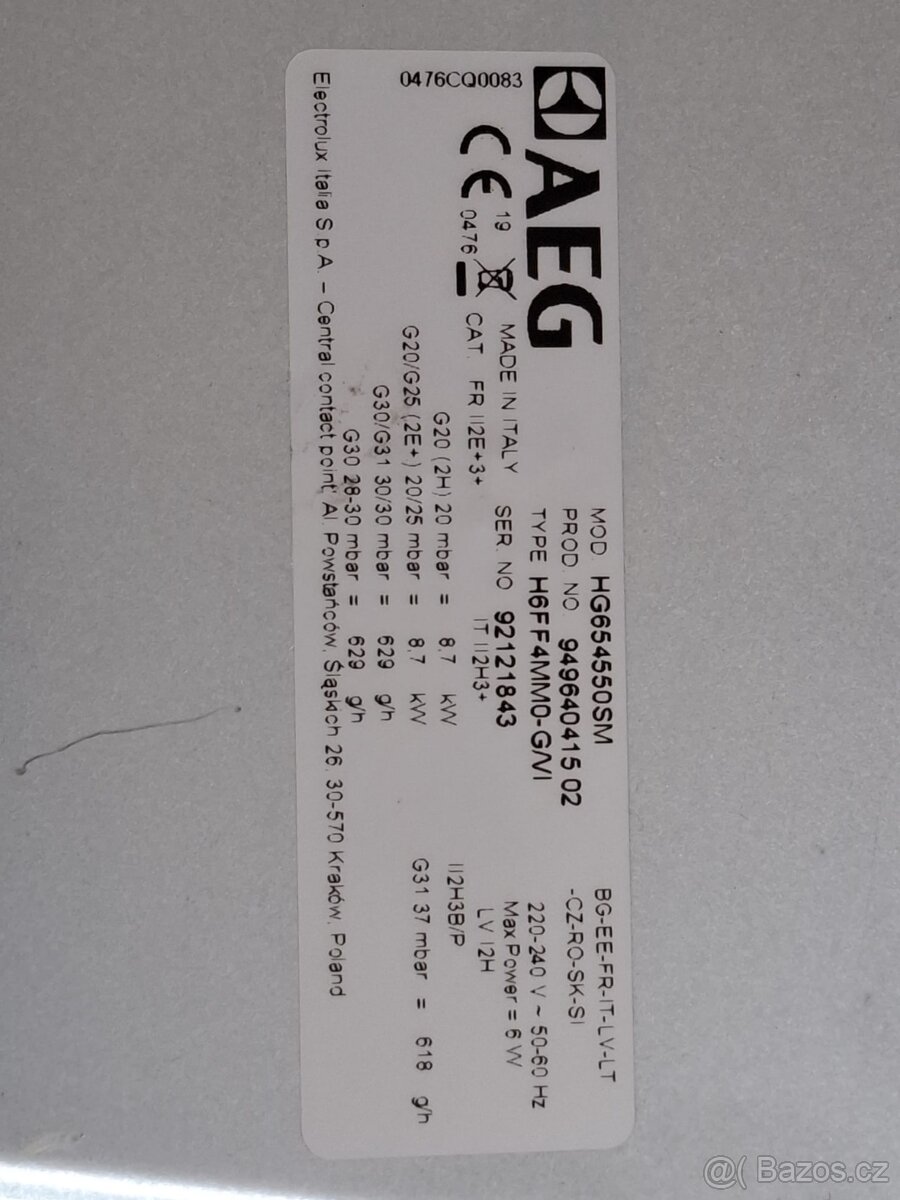 AEG
0476CQ0083
MOD. HG654550SM
PROD. NO 949640415 02
TYPE H6FF4MM0-G/VI
MADE IN ITALY SER. NO 92121843
BG-EE-FR-IT-LV-LT
-CZ-RO-SK-SI
220-240 V ~ 50-60 Hz
Max Power = 6 W
CE 19
0476
CAT. FR II2E+3+ IT II2H3+ LV I2H
II2H3B/P
G20 (2H) 20 mbar = 8,7 kW
G20/G25 (2E+) 20/25 mbar = 8,7 kW G31 37 mbar = 618 g/h
G30/G31 30/30 mbar = 629 g/h
G30 28-30 mbar = 629 g/h
Electrolux Italia S.p.A. – Central contact point, Al. Powstańców. Śląskich 26. 30-570 Kraków. Poland
@( Bazos.cz